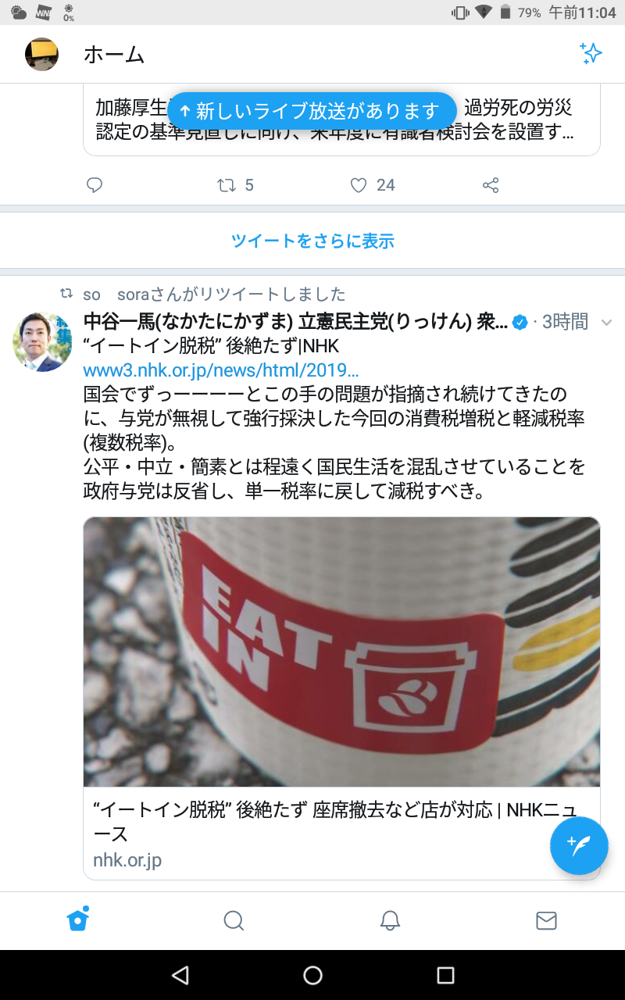 WN
0%
79% 午前11:04
ホーム
↑ 新しいライブ放送があります
加藤厚生 過労死の労災
認定の基準見直しに向け、来年度に有識者検討会を設置す...
5
24
ツイートをさらに表示
so soraさんがリツイートしました
中谷一馬(なかたにかずま) 立憲民主党(りっけん) 衆... · 3時間
“イートイン脱税” 後絶たず|NHK
www3.nhk.or.jp/news/html/2019...
国会でずっーーーーとこの手の問題が指摘され続けてきたの
に、与党が無視して強行採決した今回の消費税増税と軽減税率
(複数税率)。
公平・中立・簡素とは程遠く国民生活を混乱させていることを
政府与党は反省し、単一税率に戻して減税すべき。
EAT
IN
“イートイン脱税” 後絶たず 座席撤去など店が対応 | NHKニュ
ース
nhk.or.jp